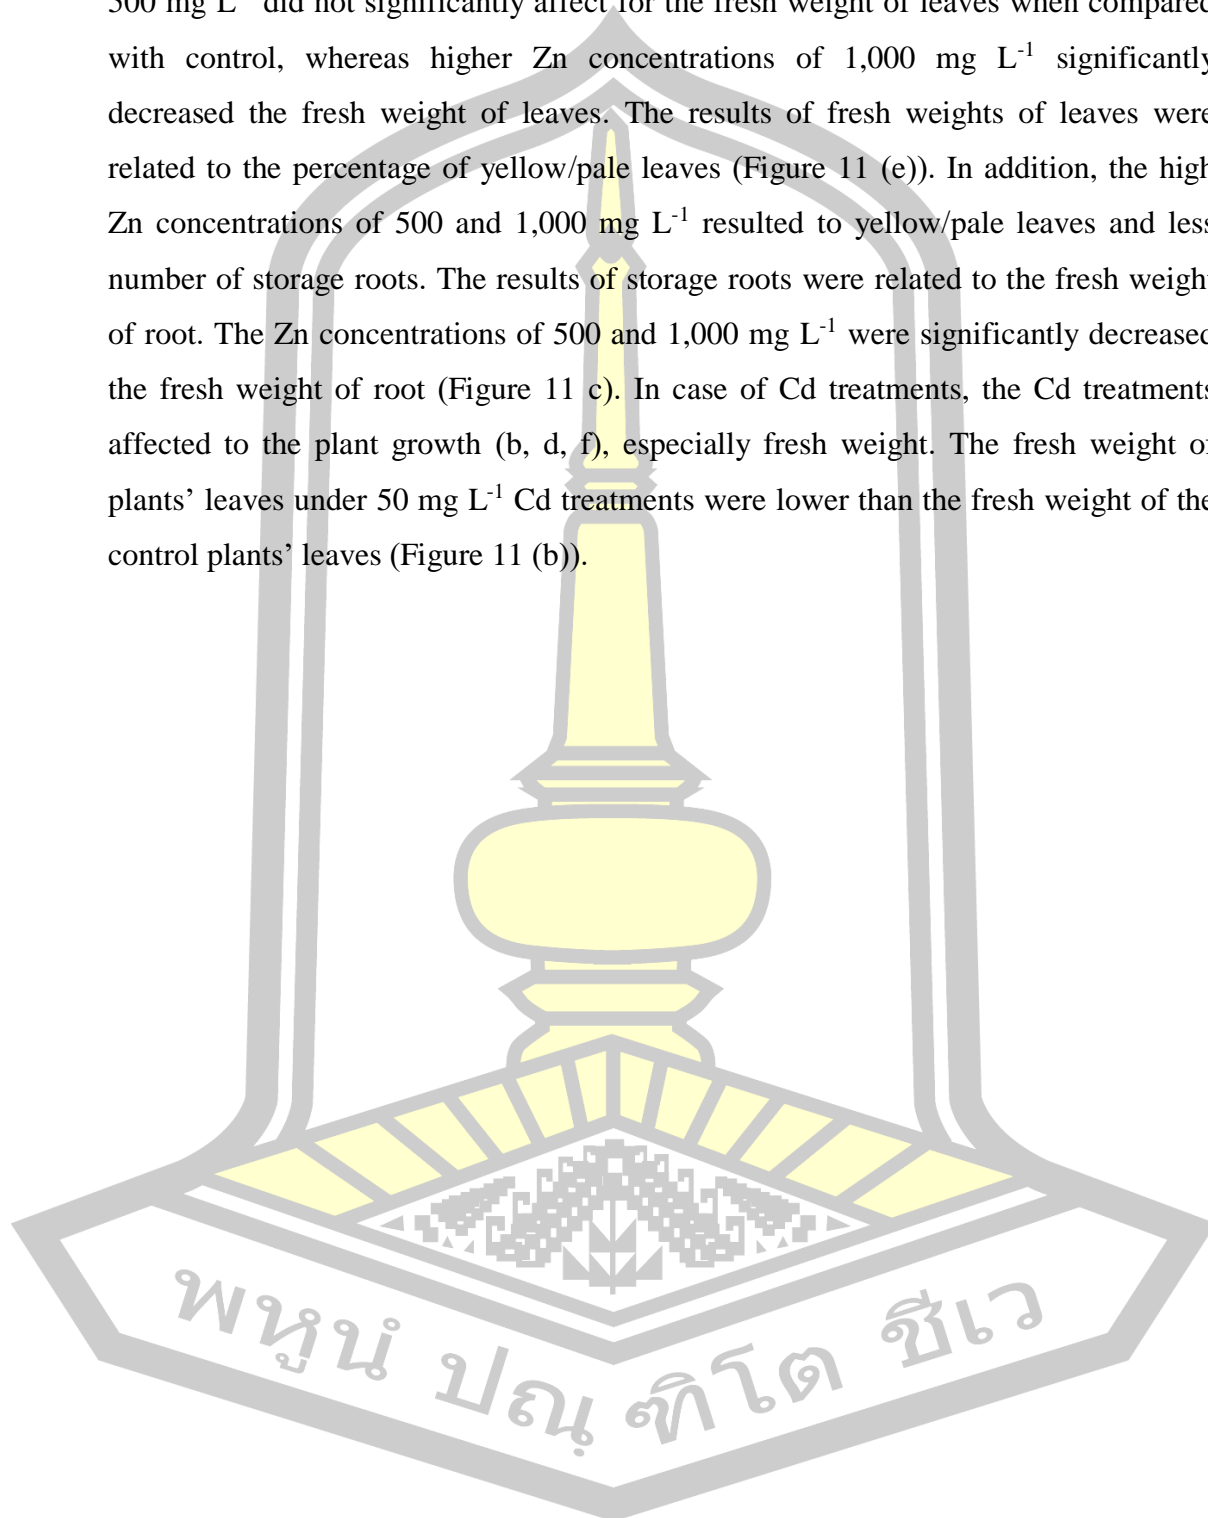 500 mg L⁻¹ did not significantly affect for the fresh weight of leaves when compared
with control, whereas higher Zn concentrations of 1,000 mg L⁻¹ significantly
decreased the fresh weight of leaves. The results of fresh weights of leaves were
related to the percentage of yellow/pale leaves (Figure 11 (e)). In addition, the high
Zn concentrations of 500 and 1,000 mg L⁻¹ resulted to yellow/pale leaves and less
number of storage roots. The results of storage roots were related to the fresh weight
of root. The Zn concentrations of 500 and 1,000 mg L⁻¹ were significantly decreased
the fresh weight of root (Figure 11 c). In case of Cd treatments, the Cd treatments
affected to the plant growth (b, d, f), especially fresh weight. The fresh weight of
plants’ leaves under 50 mg L⁻¹ Cd treatments were lower than the fresh weight of the
control plants’ leaves (Figure 11 (b)).
พหูนํ ปณฺฑิโต ชีเว